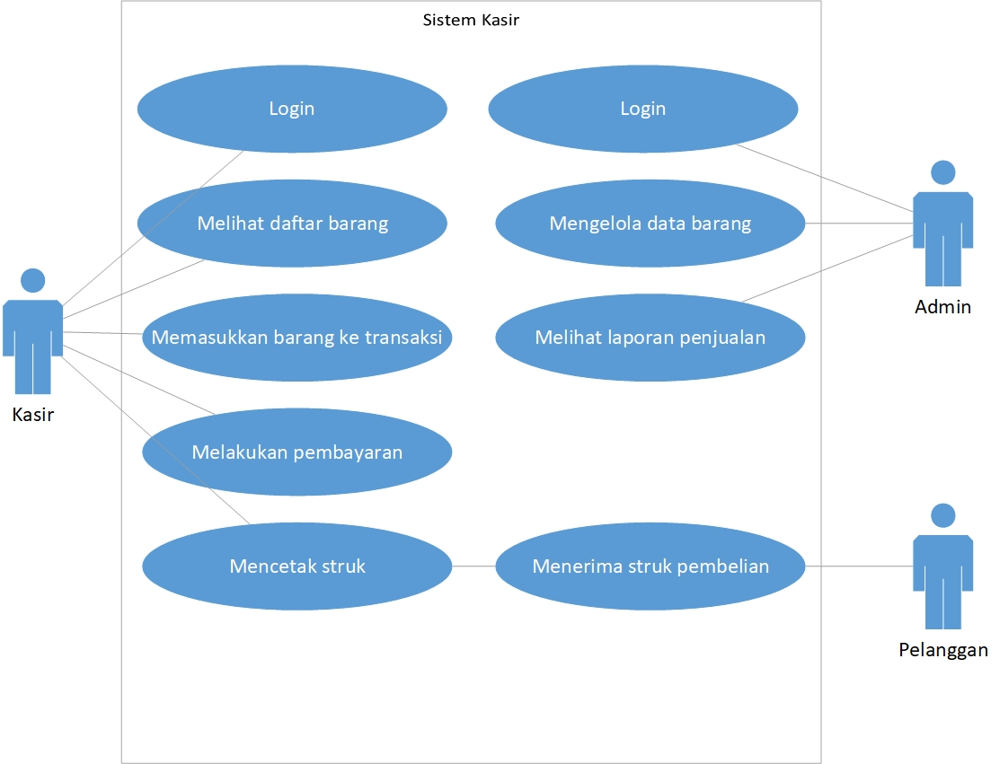 Sistem Kasir
Login
Login
Melihat daftar barang
Mengelola data barang
Admin
Memasukkan barang ke transaksi
Melihat laporan penjualan
Kasir
Melakukan pembayaran
Mencetak struk
Menerima struk pembelian
Pelanggan